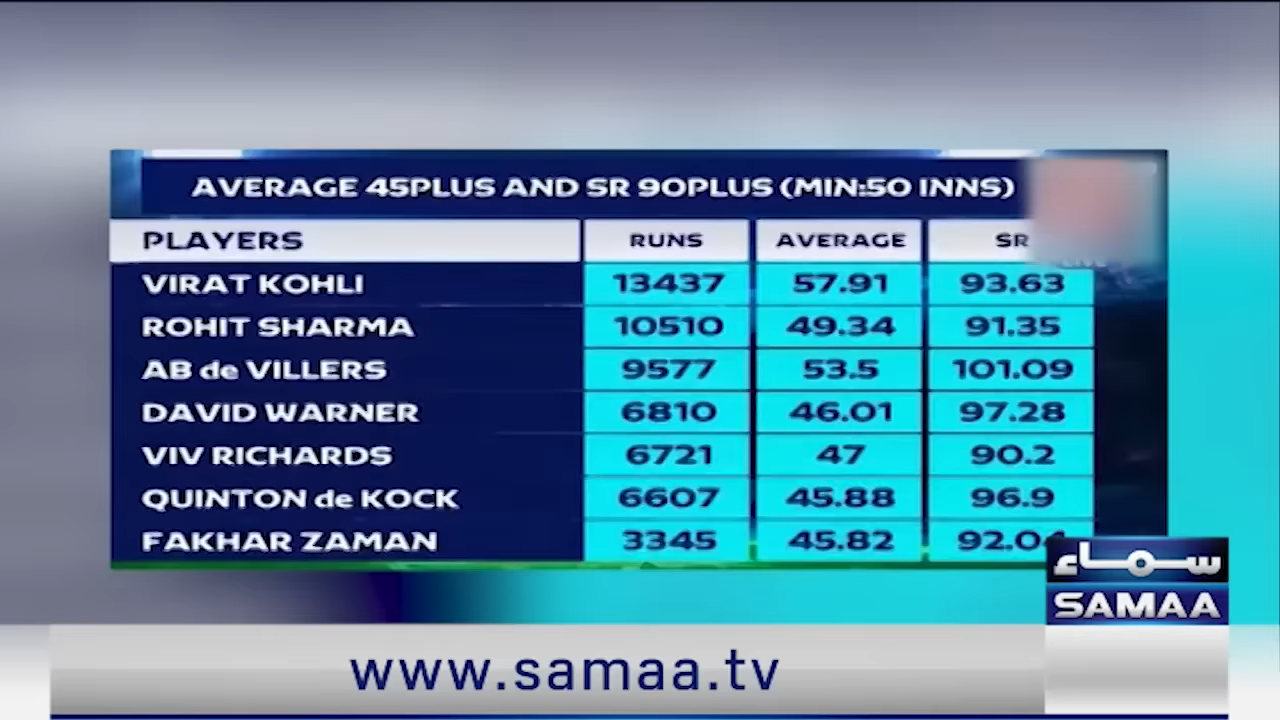 AVERAGE 45PLUS AND SR 90PLUS (MIN:50 INNS)
PLAYERS RUNS AVERAGE SR
VIRAT KOHLI 13437 57.91 93.63
ROHIT SHARMA 10510 49.34 91.35
AB de VILLERS 9577 53.5 101.09
DAVID WARNER 6810 46.01 97.28
VIV RICHARDS 6721 47 90.2
QUINTON de KOCK 6607 45.88 96.9
FAKHAR ZAMAN 3345 45.82 92.04
سماء
SAMAA
www.samaa.tv